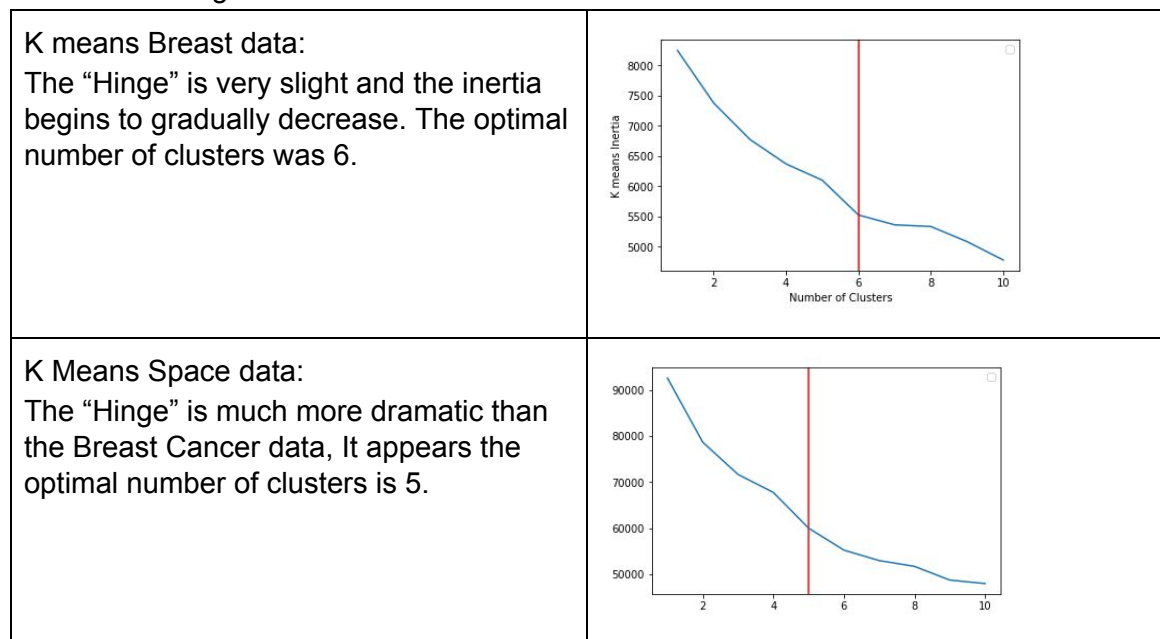 K means Breast data:
The “Hinge” is very slight and the inertia
begins to gradually decrease. The optimal
number of clusters was 6.
8000
7500
7000
6500
6000
5500
5000
K means Inertia
2 4 6 8 10
Number of Clusters
K Means Space data:
The “Hinge” is much more dramatic than
the Breast Cancer data, It appears the
optimal number of clusters is 5.
90000
80000
70000
60000
50000
2 4 6 8 10